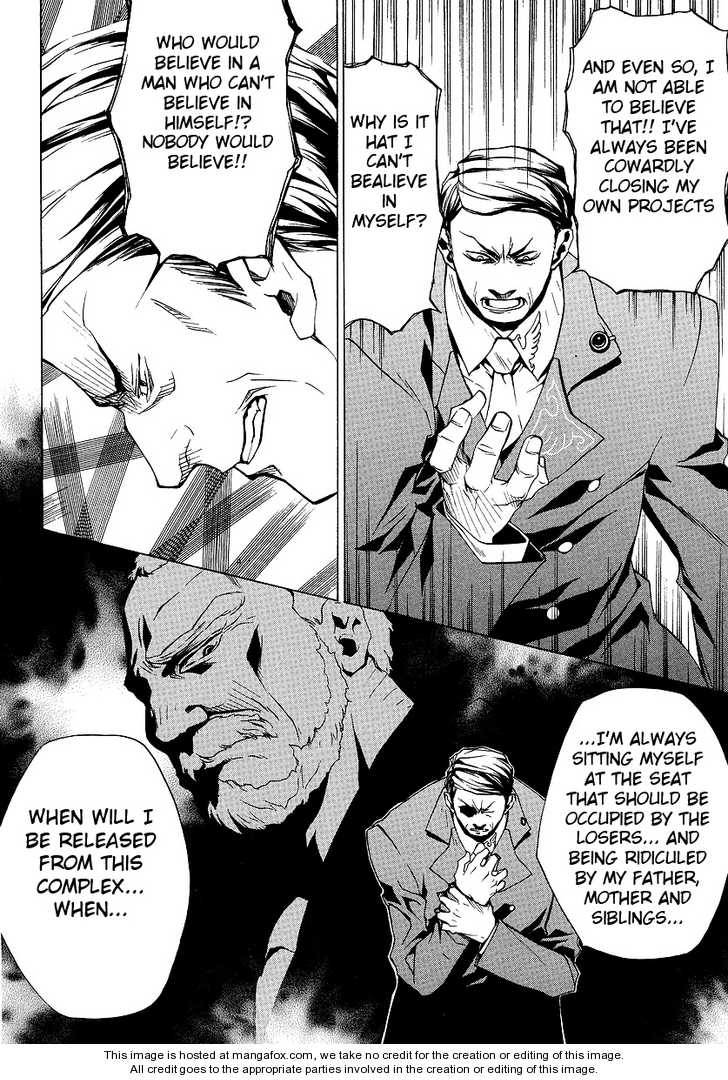 AND EVEN SO, I
AM NOT ABLE
TO BELIEVE
THAT!! I'VE
ALWAYS BEEN
COWARDLY
CLOSING MY
OWN PROJECTS
WHY IS IT
HAT I
CAN'T
BEALIEVE
IN
MYSELF?
WHO WOULD
BELIEVE IN A
MAN WHO CAN'T
BELIEVE IN
HIMSELF!?
NOBODY WOULD
BELIEVE!!
...I'M ALWAYS
SITTING MYSELF
AT THE SEAT
THAT SHOULD BE
OCCUPIED BY THE
LOSERS... AND
BEING RIDICULED
BY MY FATHER,
MOTHER AND
SIBLINGS...
WHEN WILL I
BE RELEASED
FROM THIS
COMPLEX...
WHEN...
This image is hosted at mangafox.com, we take no credit for the creation or editing of this image.
All credit goes to the appropriate parties involved in the creation or editing of this image.